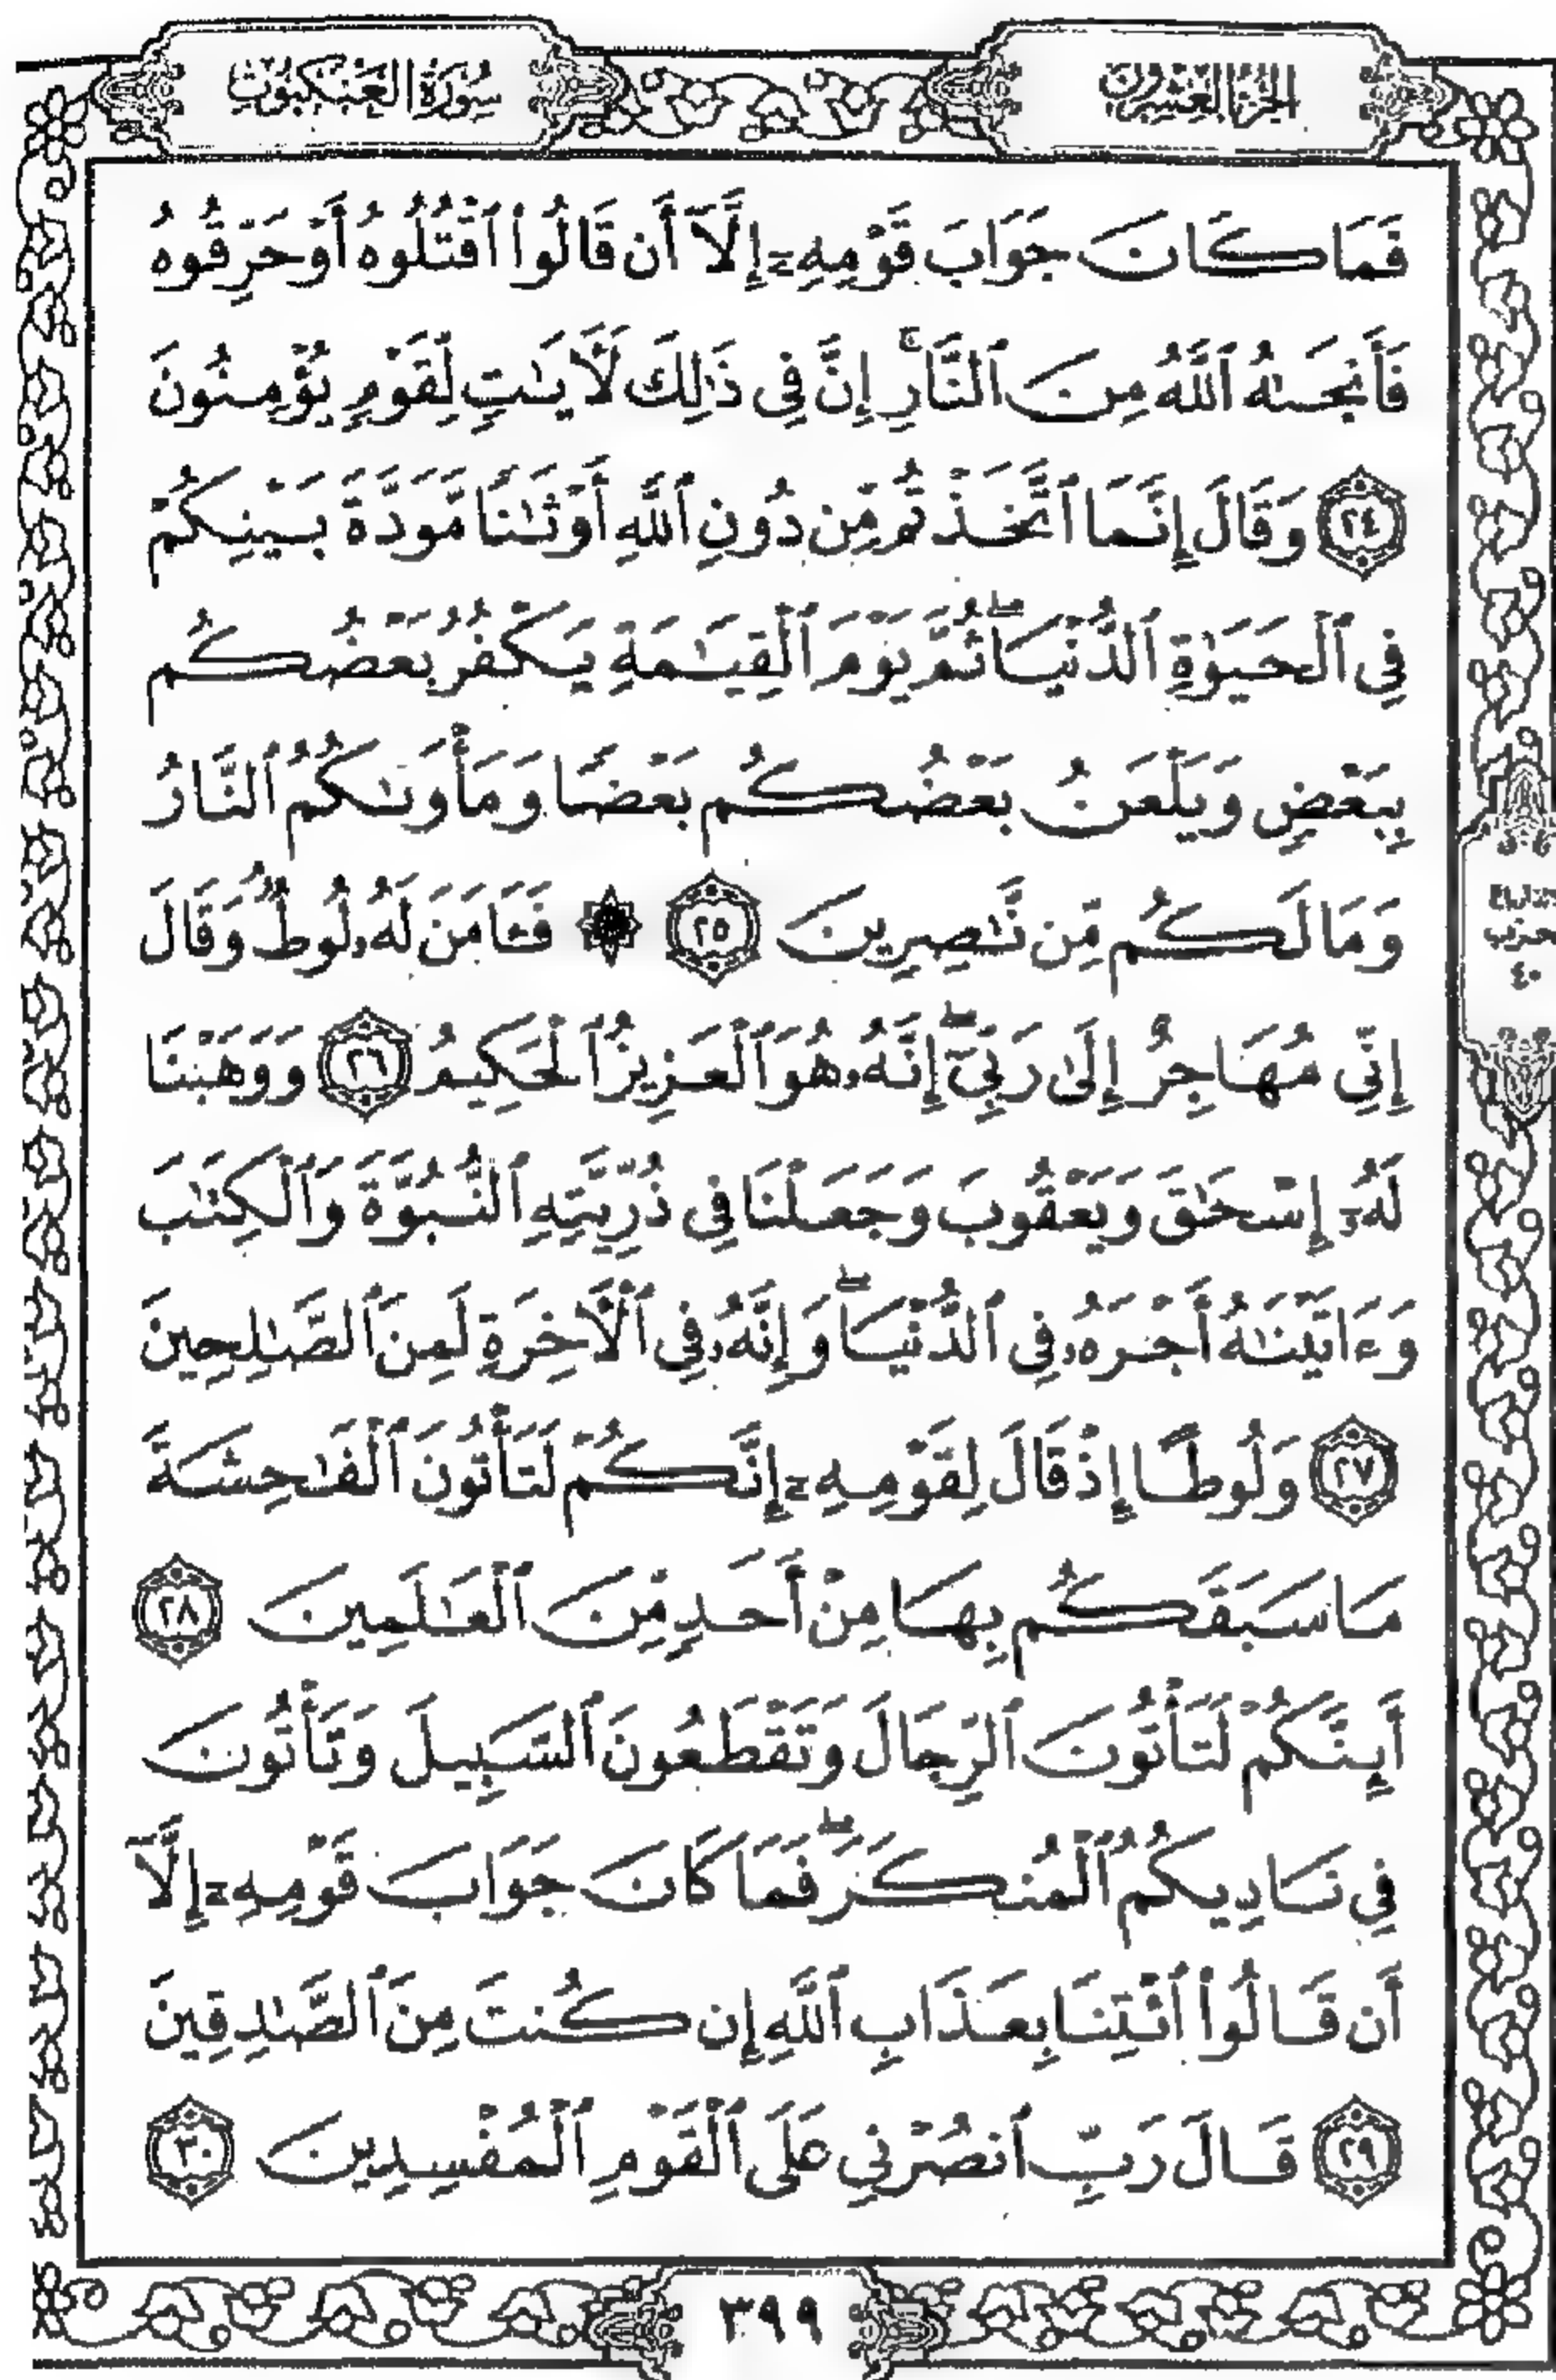 الجزء العشرون
سورة العنكبوت
فَمَا كَانَ جَوَابَ قَوْمِهِۦٓ إِلَّآ أَن قَالُوا۟ ٱقْتُلُوهُ أَوْ حَرِّقُوهُ
فَأَنجَىٰهُ ٱللَّهُ مِنَ ٱلنَّارِ ۚ إِنَّ فِى ذَٰلِكَ لَـَٔايَٰتٍ لِّقَوْمٍ يُؤْمِنُونَ
٢٤ وَقَالَ إِنَّمَا ٱتَّخَذْتُم مِّن دُونِ ٱللَّهِ أَوْثَٰنًا مَّوَدَّةَ بَيْنِكُمْ
فِى ٱلْحَيَوٰةِ ٱلدُّنْيَا ۖ ثُمَّ يَوْمَ ٱلْقِيَٰمَةِ يَكْفُرُ بَعْضُكُم
بِبَعْضٍ وَيَلْعَنُ بَعْضُكُم بَعْضًا وَمَأْوَىٰكُمُ ٱلنَّارُ
وَمَا لَكُم مِّن نَّٰصِرِينَ ٢٥ ۞ فَـَٔامَنَ لَهُۥ لُوطٌ وَقَالَ
إِنِّى مُهَاجِرٌ إِلَىٰ رَبِّىٓ ۖ إِنَّهُۥ هُوَ ٱلْعَزِيزُ ٱلْحَكِيمُ ٢٦ وَوَهَبْنَا
لَهُۥٓ إِسْحَٰقَ وَيَعْقُوبَ وَجَعَلْنَا فِى ذُرِّيَّتِهِ ٱلنُّبُوَّةَ وَٱلْكِتَٰبَ
وَءَاتَيْنَٰهُ أَجْرَهُۥ فِى ٱلدُّنْيَا ۖ وَإِنَّهُۥ فِى ٱلْـَٔاخِرَةِ لَمِنَ ٱلصَّٰلِحِينَ
٢٧ وَلُوطًا إِذْ قَالَ لِقَوْمِهِۦٓ إِنَّكُمْ لَتَأْتُونَ ٱلْفَٰحِشَةَ
مَا سَبَقَكُم بِهَا مِنْ أَحَدٍ مِّنَ ٱلْعَٰلَمِينَ ٢٨
أَئِنَّكُمْ لَتَأْتُونَ ٱلرِّجَالَ وَتَقْطَعُونَ ٱلسَّبِيلَ وَتَأْتُونَ
فِى نَادِيكُمُ ٱلْمُنكَرَ ۖ فَمَا كَانَ جَوَابَ قَوْمِهِۦٓ إِلَّآ
أَن قَالُوا۟ ٱئْتِنَا بِعَذَابِ ٱللَّهِ إِن كُنتَ مِنَ ٱلصَّٰدِقِينَ
٢٩ قَالَ رَبِّ ٱنصُرْنِى عَلَى ٱلْقَوْمِ ٱلْمُفْسِدِينَ ٣٠
حزب
٤٠
٣٩٩